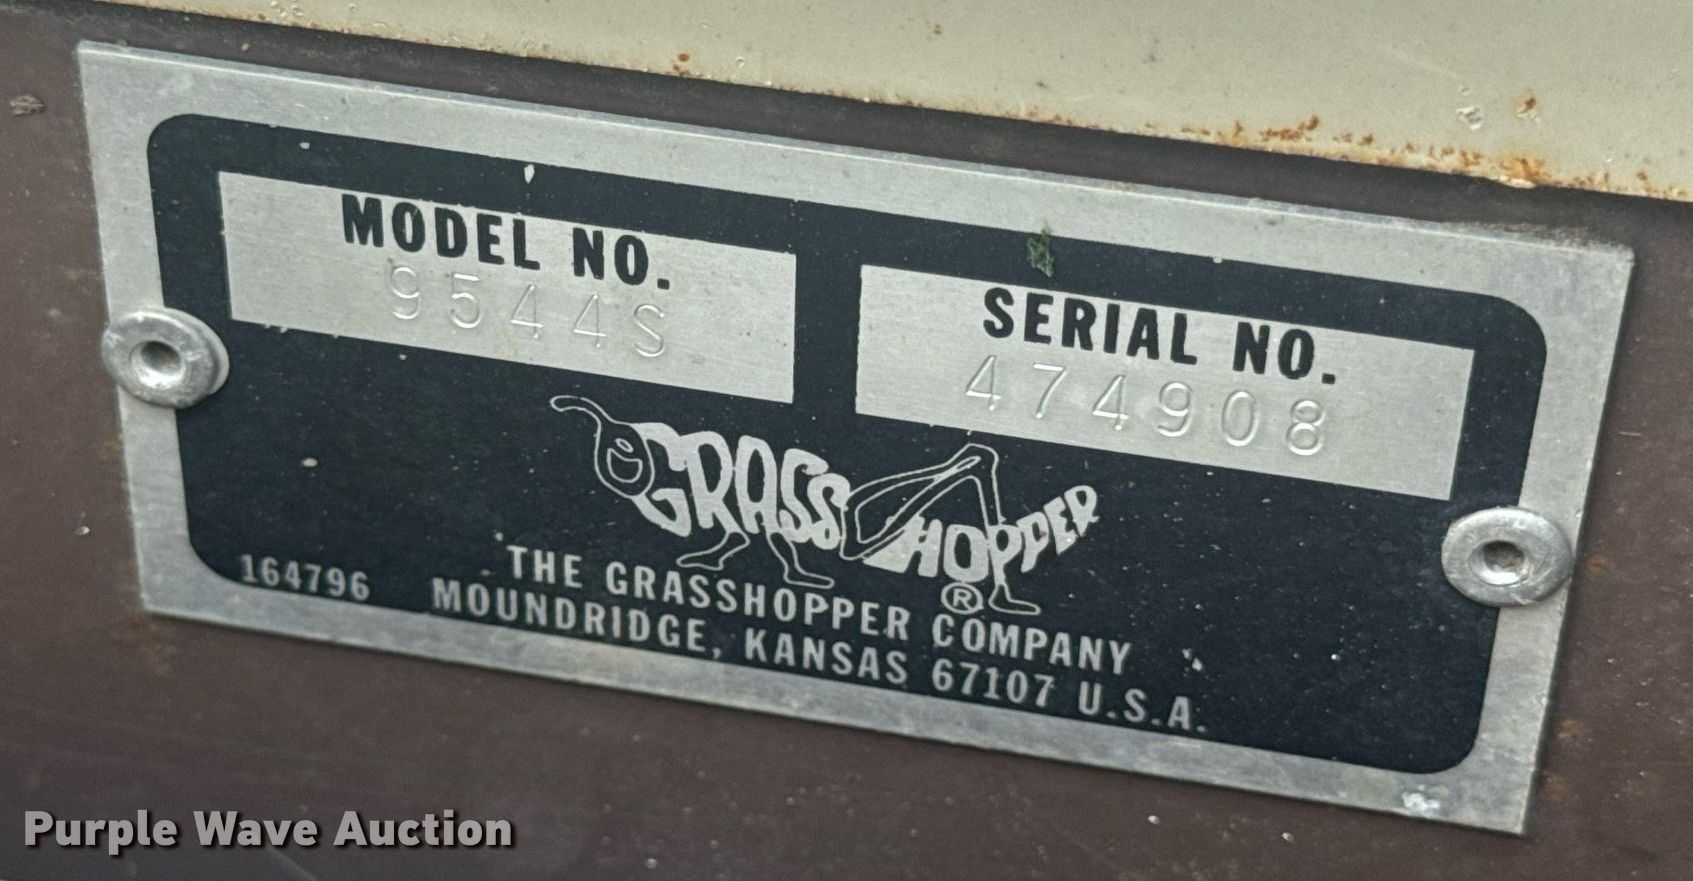 MODEL NO.
9544S
SERIAL NO.
474908
GRASSHOPPER
®
164796
THE GRASSHOPPER COMPANY
MOUNDRIDGE, KANSAS 67107 U.S.A.
Purple Wave Auction